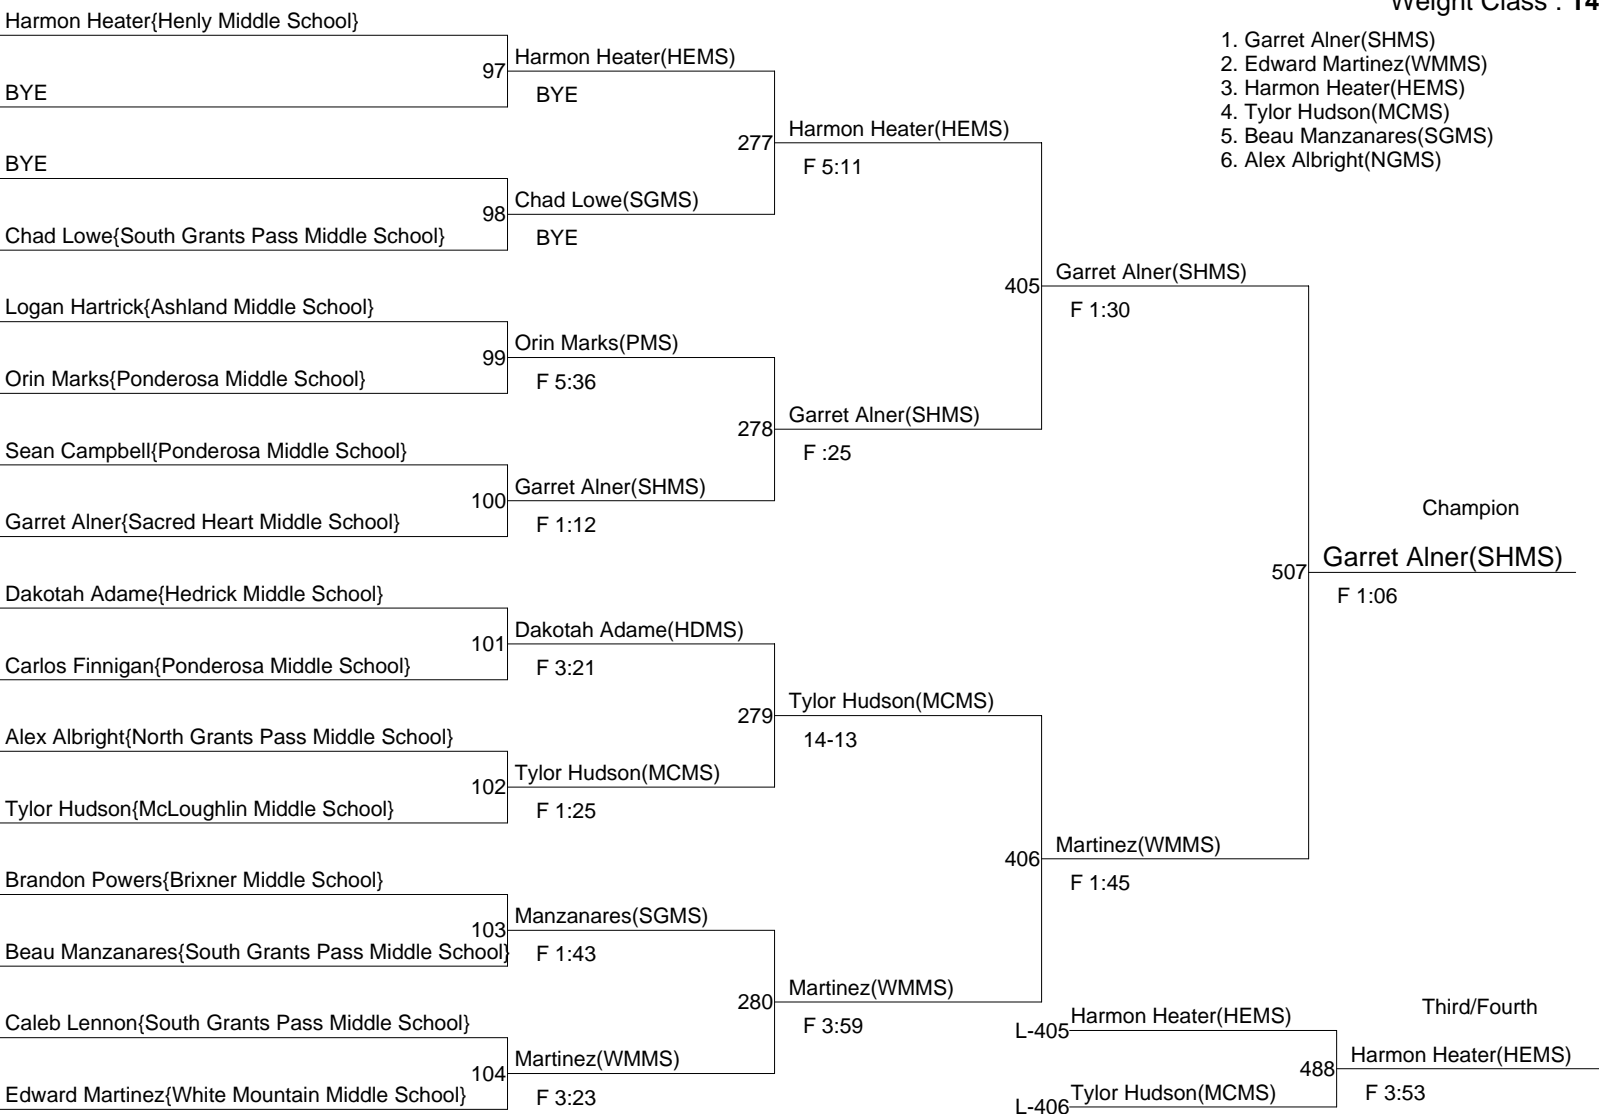 Weight Class : 14
1. Garret Alner(SHMS)
2. Edward Martinez(WMMS)
3. Harmon Heater(HEMS)
4. Tylor Hudson(MCMS)
5. Beau Manzanares(SGMS)
6. Alex Albright(NGMS)
Harmon Heater{Henly Middle School}
97
BYE
BYE
98
Chad Lowe{South Grants Pass Middle School}
Logan Hartrick{Ashland Middle School}
99
Orin Marks{Ponderosa Middle School}
Sean Campbell{Ponderosa Middle School}
100
Garret Alner{Sacred Heart Middle School}
Dakotah Adame{Hedrick Middle School}
101
Carlos Finnigan{Ponderosa Middle School}
Alex Albright{North Grants Pass Middle School}
102
Tylor Hudson{McLoughlin Middle School}
Brandon Powers{Brixner Middle School}
103
Beau Manzanares{South Grants Pass Middle School}
Caleb Lennon{South Grants Pass Middle School}
104
Edward Martinez{White Mountain Middle School}
Harmon Heater(HEMS)
BYE
277
Chad Lowe(SGMS)
BYE
Orin Marks(PMS)
F 5:36
278
Garret Alner(SHMS)
F 1:12
Dakotah Adame(HDMS)
F 3:21
279
Tylor Hudson(MCMS)
F 1:25
Manzanares(SGMS)
F 1:43
280
Martinez(WMMS)
F 3:23
Harmon Heater(HEMS)
F 5:11
405
Garret Alner(SHMS)
F :25
Tylor Hudson(MCMS)
14-13
406
Martinez(WMMS)
F 3:59
Garret Alner(SHMS)
F 1:30
507
Martinez(WMMS)
F 1:45
Champion
Garret Alner(SHMS)
F 1:06
Third/Fourth
L-405
Harmon Heater(HEMS)
488
L-406
Tylor Hudson(MCMS)
Harmon Heater(HEMS)
F 3:53